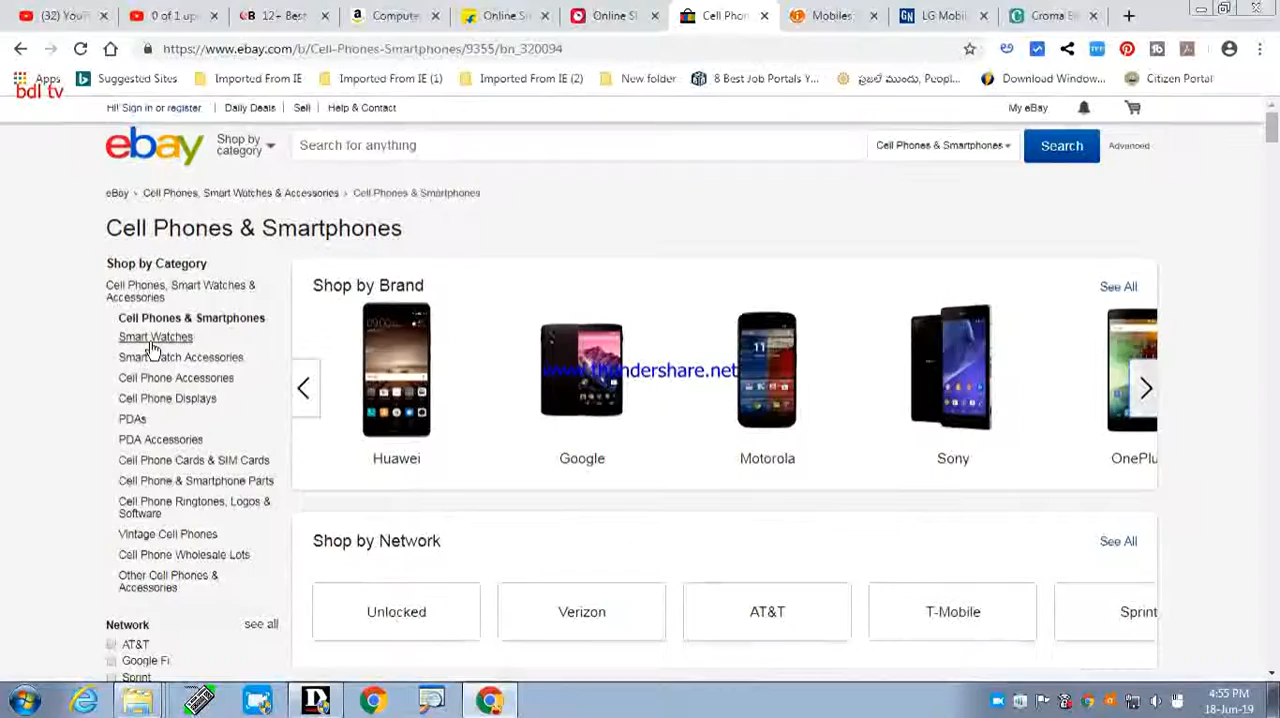 (32) You
0 of 1 up
12+ Best
Compute
Online S
Online S
Cell Phon
Mobiles
LG Mobil
Croma E
https://www.ebay.com/b/Cell-Phones-Smartphones/9355/bn_320094
Apps
Suggested Sites
Imported From IE
Imported From IE (1)
Imported From IE (2)
New folder
8 Best Job Portals Y...
ప్రజల ముందు, Peopl...
Download Window...
Citizen Portal
bdl tv
Hi! Sign in or register
Daily Deals
Sell
Help & Contact
My eBay
ebay
Shop by
category
Search for anything
Cell Phones & Smartphones
Search
Advanced
eBay > Cell Phones, Smart Watches & Accessories > Cell Phones & Smartphones
Cell Phones & Smartphones
Shop by Category
Cell Phones, Smart Watches &
Accessories
Cell Phones & Smartphones
Smart Watches
Smart Watch Accessories
Cell Phone Accessories
Cell Phone Displays
PDAs
PDA Accessories
Cell Phone Cards & SIM Cards
Cell Phone & Smartphone Parts
Cell Phone Ringtones, Logos &
Software
Vintage Cell Phones
Cell Phone Wholesale Lots
Other Cell Phones &
Accessories
Network
see all
AT&T
Google Fi
Sprint
Shop by Brand
See All
www.thundershare.net
Huawei
Google
Motorola
Sony
OnePlu
Shop by Network
See All
Unlocked
Verizon
AT&T
T-Mobile
Sprint
4:55 PM
18-Jun-19